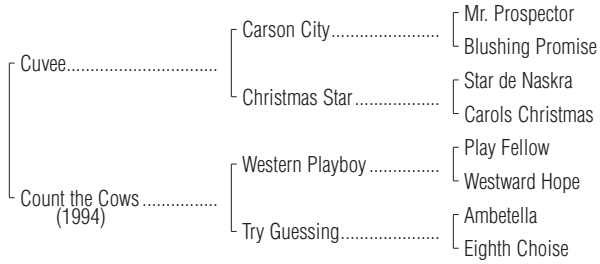 Mr. Prospector
Carson City.......................
Blushing Promise
Cuvee................................
Star de Naskra
Christmas Star ..................
Carols Christmas
Play Fellow
Western Playboy ...............
Westward Hope
Count the Cows ................
(1994)
Ambetella
Try Guessing.....................
Eighth Choise